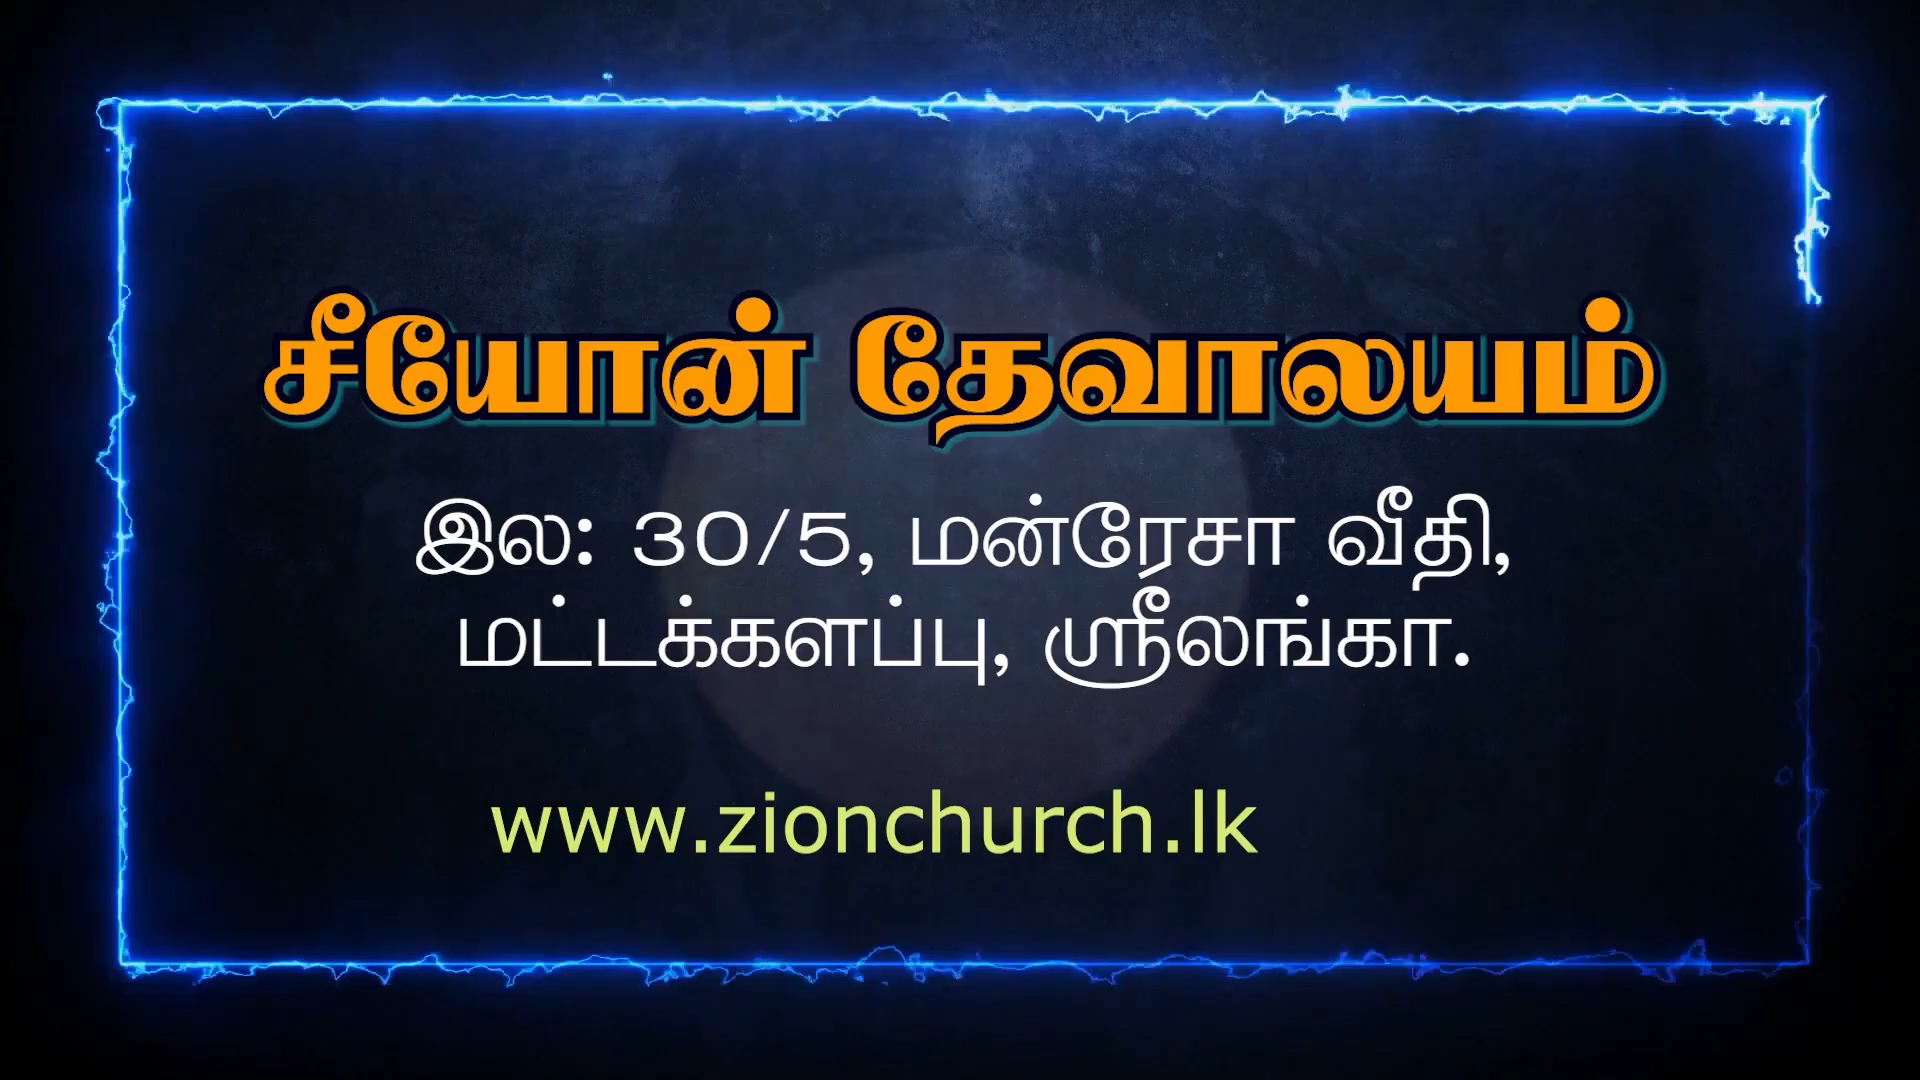 சீயோன் தேவாலயம்
இல: 30/5, மன்ரேசா வீதி,
மட்டக்களப்பு, ஸ்ரீலங்கா.
www.zionchurch.lk